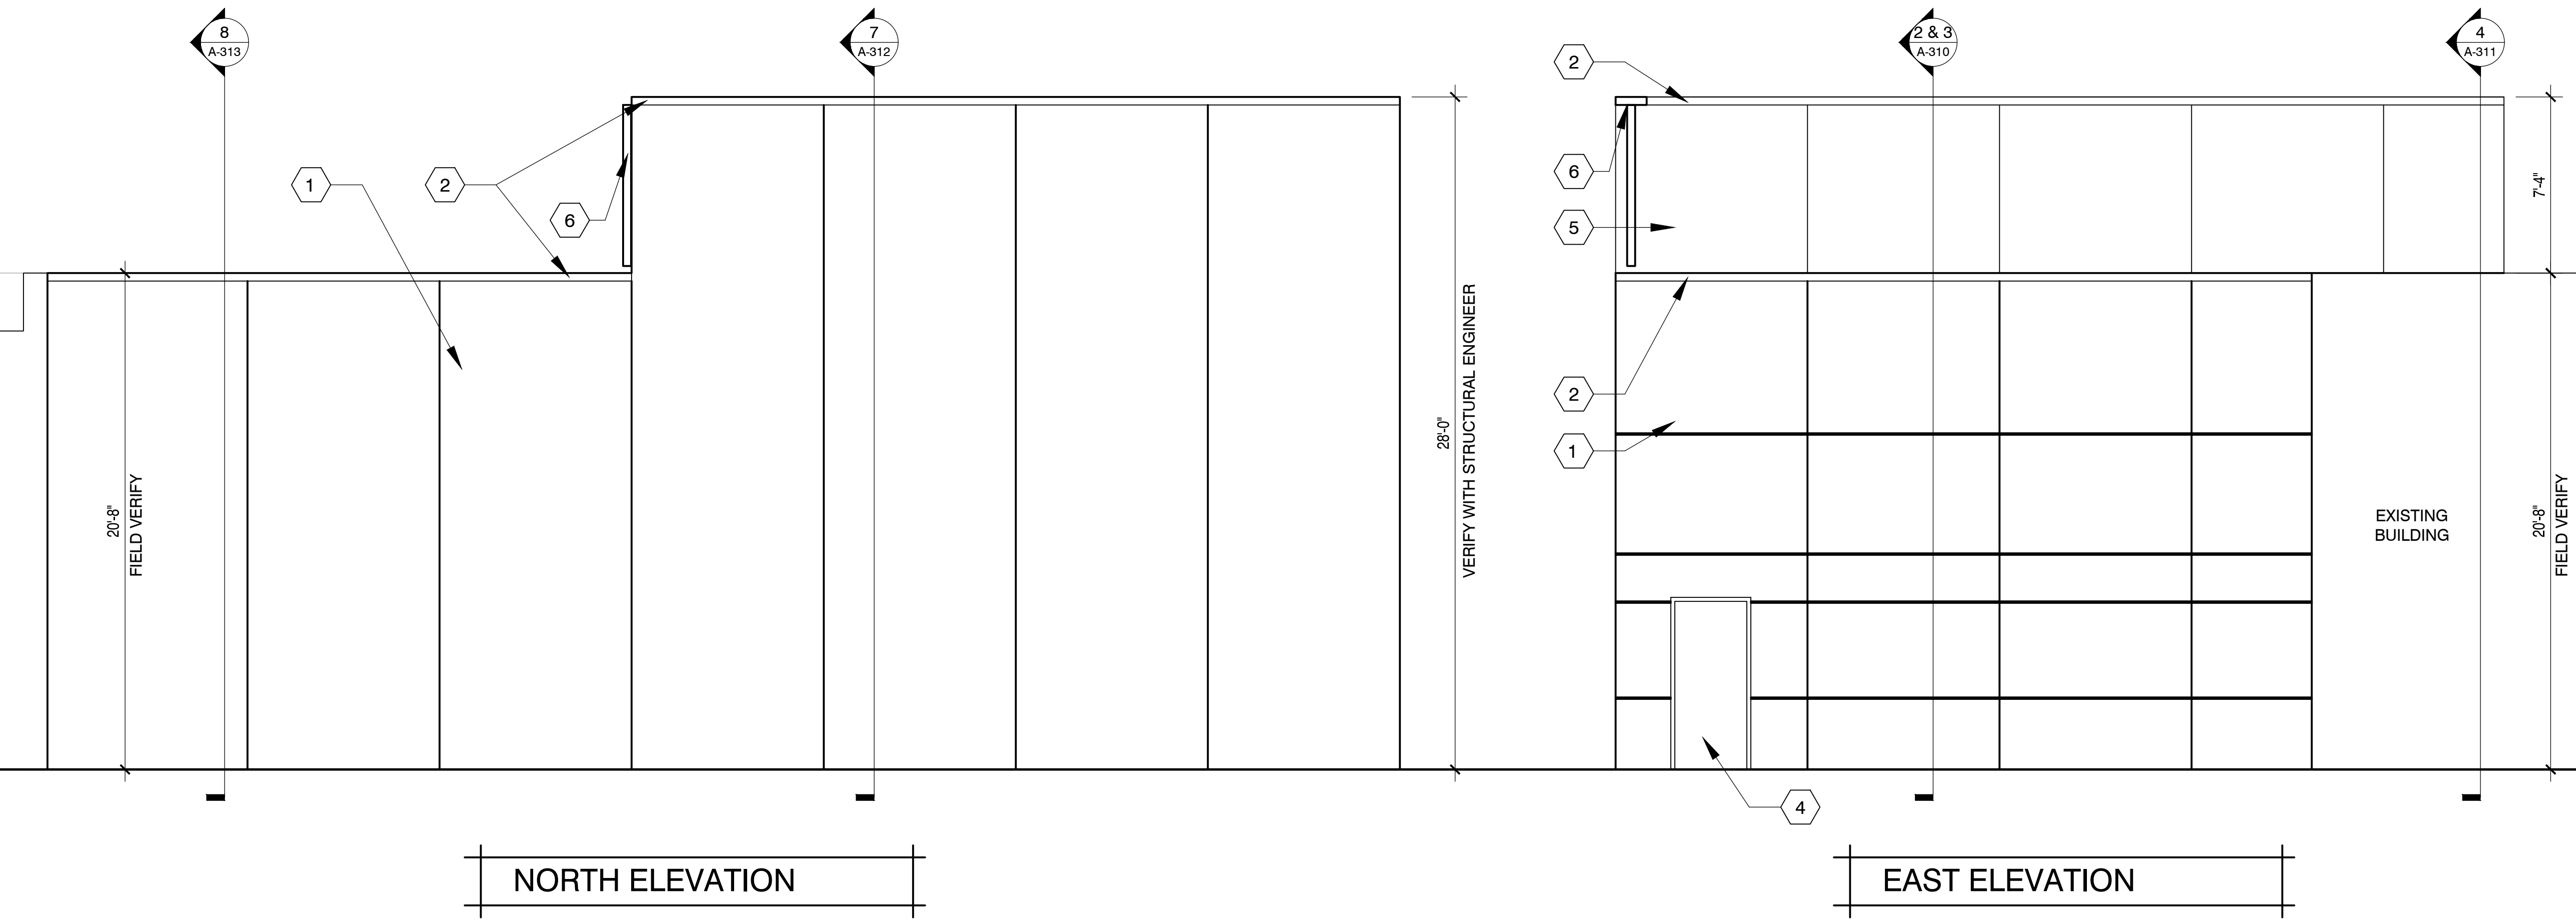 8
A-313
7
A-312
2 & 3
A-310
4
A-311
2
1
2
6
6
5
7'-4"
2
1
20'-8"
FIELD VERIFY
28'-0"
VERIFY WITH STRUCTURAL ENGINEER
EXISTING
BUILDING
20'-8"
FIELD VERIFY
4
NORTH ELEVATION
EAST ELEVATION